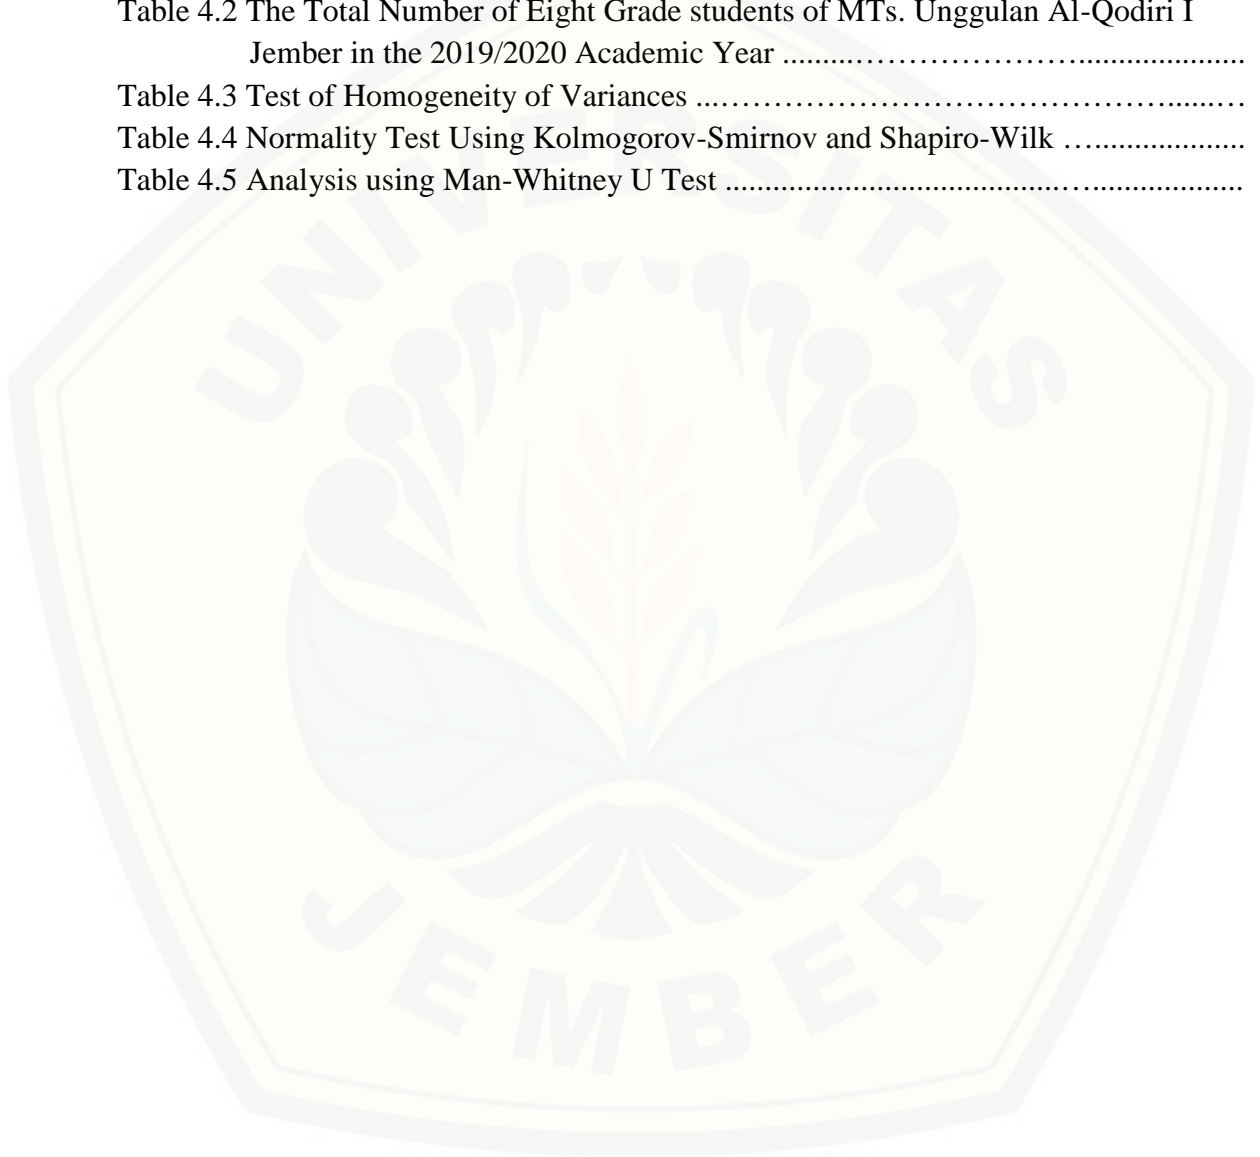 Table 4.2 The Total Number of Eight Grade students of MTs. Unggulan Al-Qodiri I
Jember in the 2019/2020 Academic Year .........…………………….....................
Table 4.3 Test of Homogeneity of Variances ...…………………………………………......…
Table 4.4 Normality Test Using Kolmogorov-Smirnov and Shapiro-Wilk …....................
Table 4.5 Analysis using Man-Whitney U Test ............................................…....................
UNIVERSITAS
JEMBER